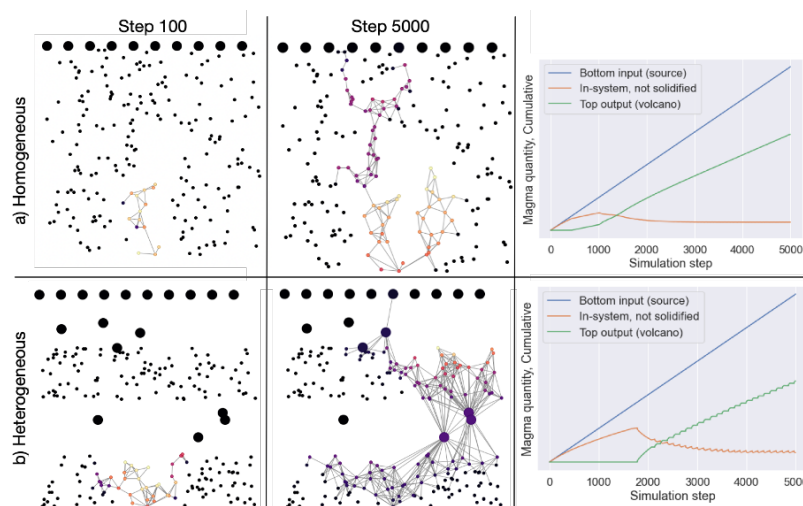 Step 100
Step 5000
a) Homogeneous
Magma quantity, Cumulative
Bottom input (source)
In-system, not solidified
Top output (volcano)
0 1000 2000 3000 4000 5000
Simulation step
b) Heterogeneous
Magma quantity, Cumulative
Bottom input (source)
In-system, not solidified
Top output (volcano)
0 1000 2000 3000 4000 5000
Simulation step